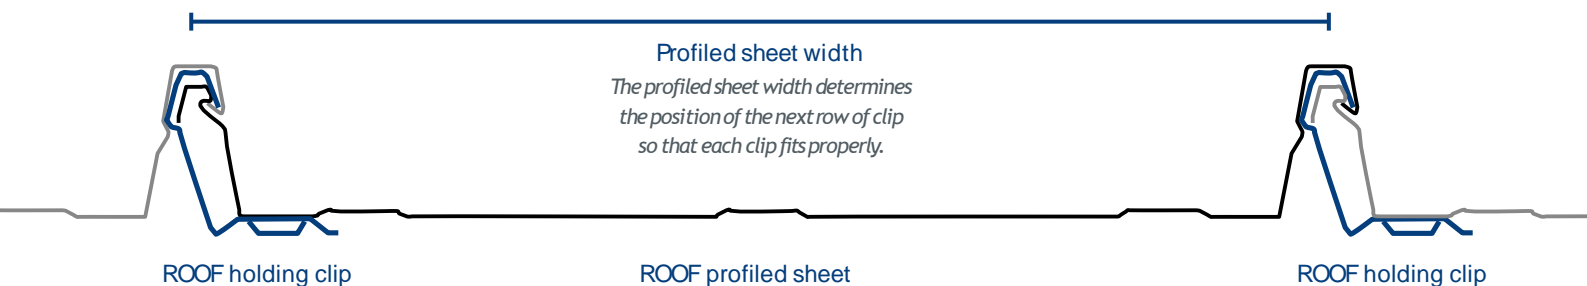 Profiled sheet width
The profiled sheet width determines
the position of the next row of clip
so that each clip fits properly.
ROOF holding clip
ROOF profiled sheet
ROOF holding clip